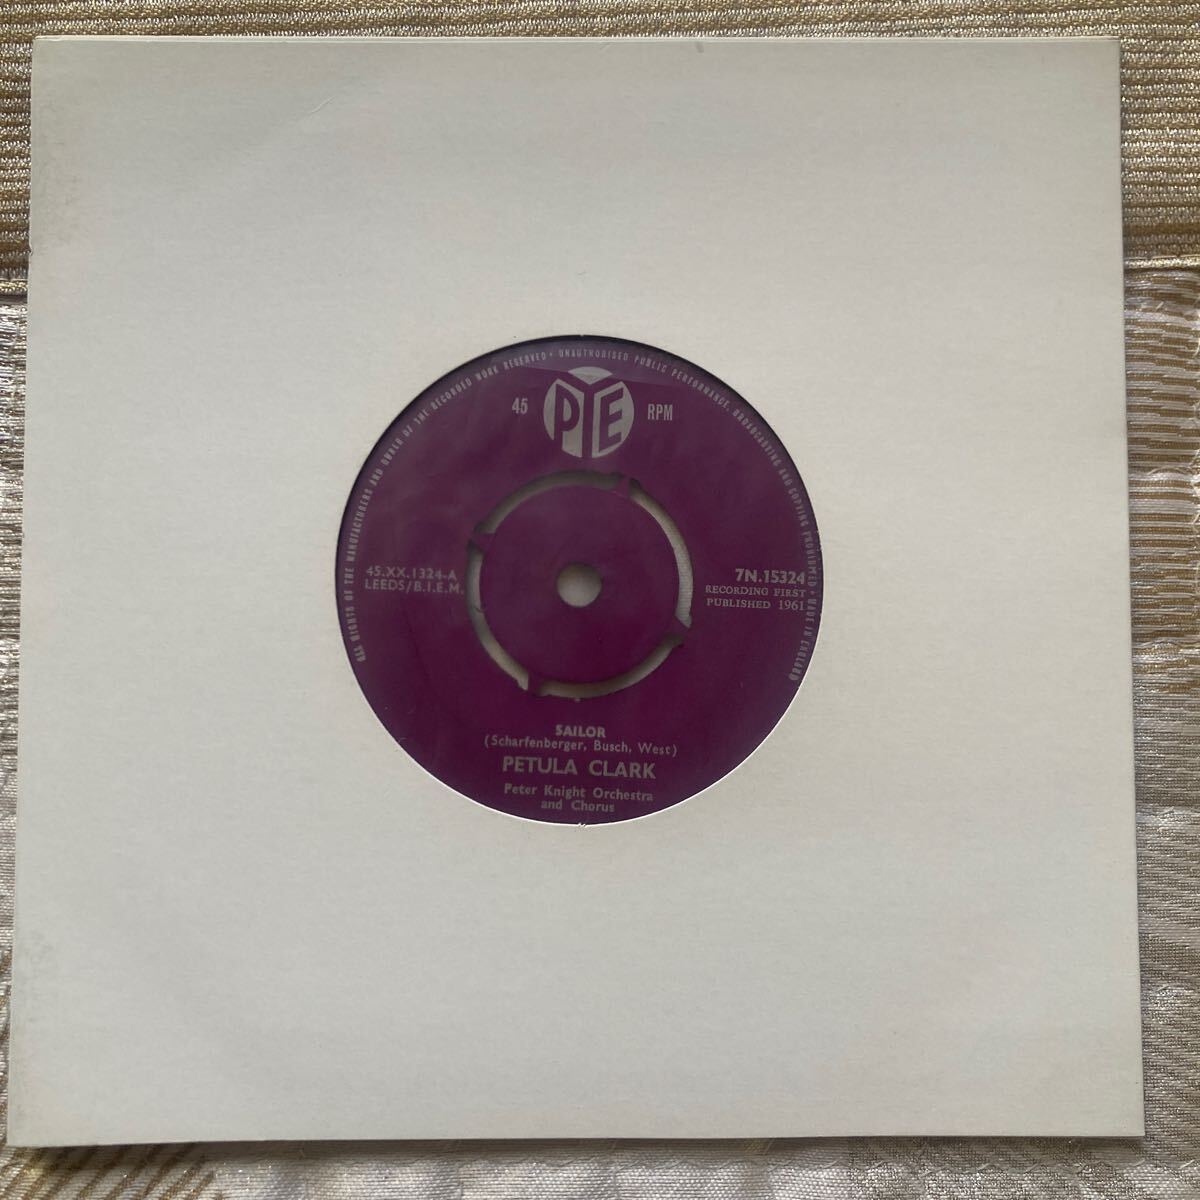 ALL RIGHTS OF THE MANUFACTURERS AND OWNER OF THE RECORDED WORK RESERVED • UNAUTHORISED PUBLIC PERFORMANCE, BROADCASTING AND COPYING PROHIBITED • MADE IN ENGLAND
45 PYE RPM
45.XX.1324-A
LEEDS/B.I.E.M.
7N.15324
RECORDING FIRST
PUBLISHED 1961
SAILOR
(Scharfenberger, Busch, West)
PETULA CLARK
Peter Knight Orchestra
and Chorus